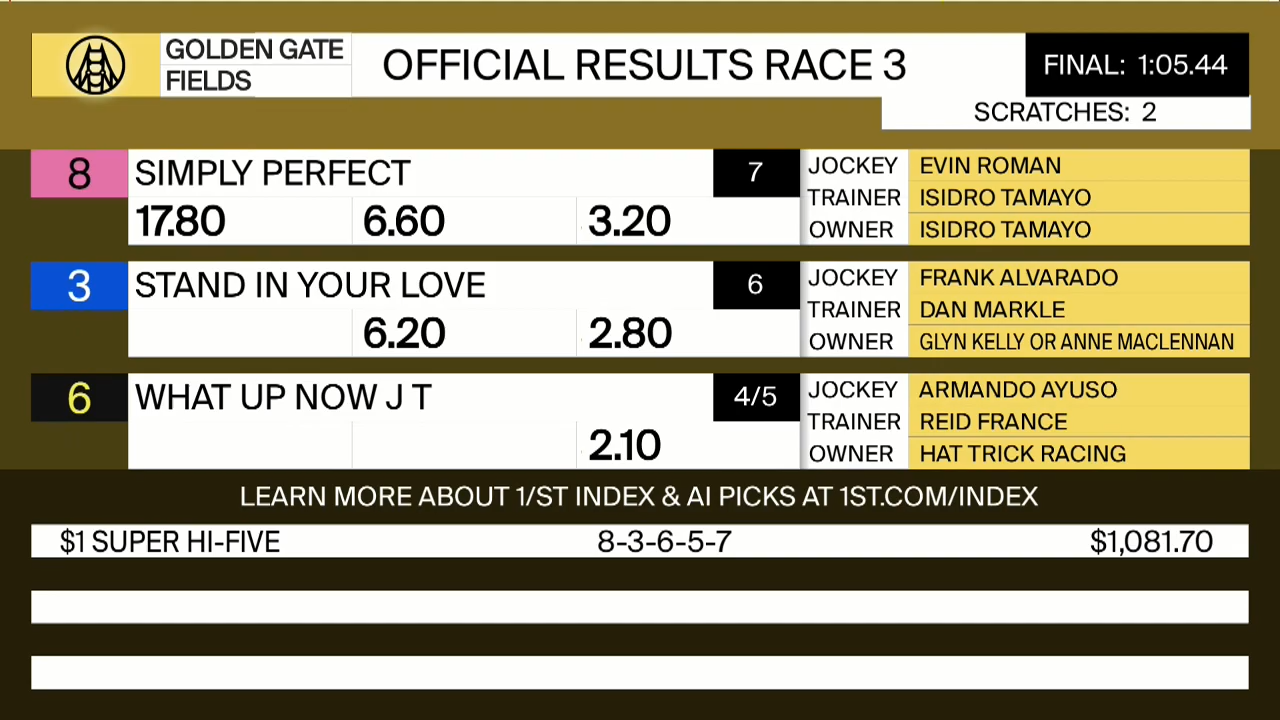 GOLDEN GATE
FIELDS
OFFICIAL RESULTS RACE 3
FINAL: 1:05.44
SCRATCHES: 2
8 SIMPLY PERFECT 7
17.80 6.60 3.20
JOCKEY EVIN ROMAN
TRAINER ISIDRO TAMAYO
OWNER ISIDRO TAMAYO
3 STAND IN YOUR LOVE 6
6.20 2.80
JOCKEY FRANK ALVARADO
TRAINER DAN MARKLE
OWNER GLYN KELLY OR ANNE MACLENNAN
6 WHAT UP NOW J T 4/5
2.10
JOCKEY ARMANDO AYUSO
TRAINER REID FRANCE
OWNER HAT TRICK RACING
LEARN MORE ABOUT 1/ST INDEX & AI PICKS AT 1ST.COM/INDEX
$1 SUPER HI-FIVE 8-3-6-5-7 $1,081.70